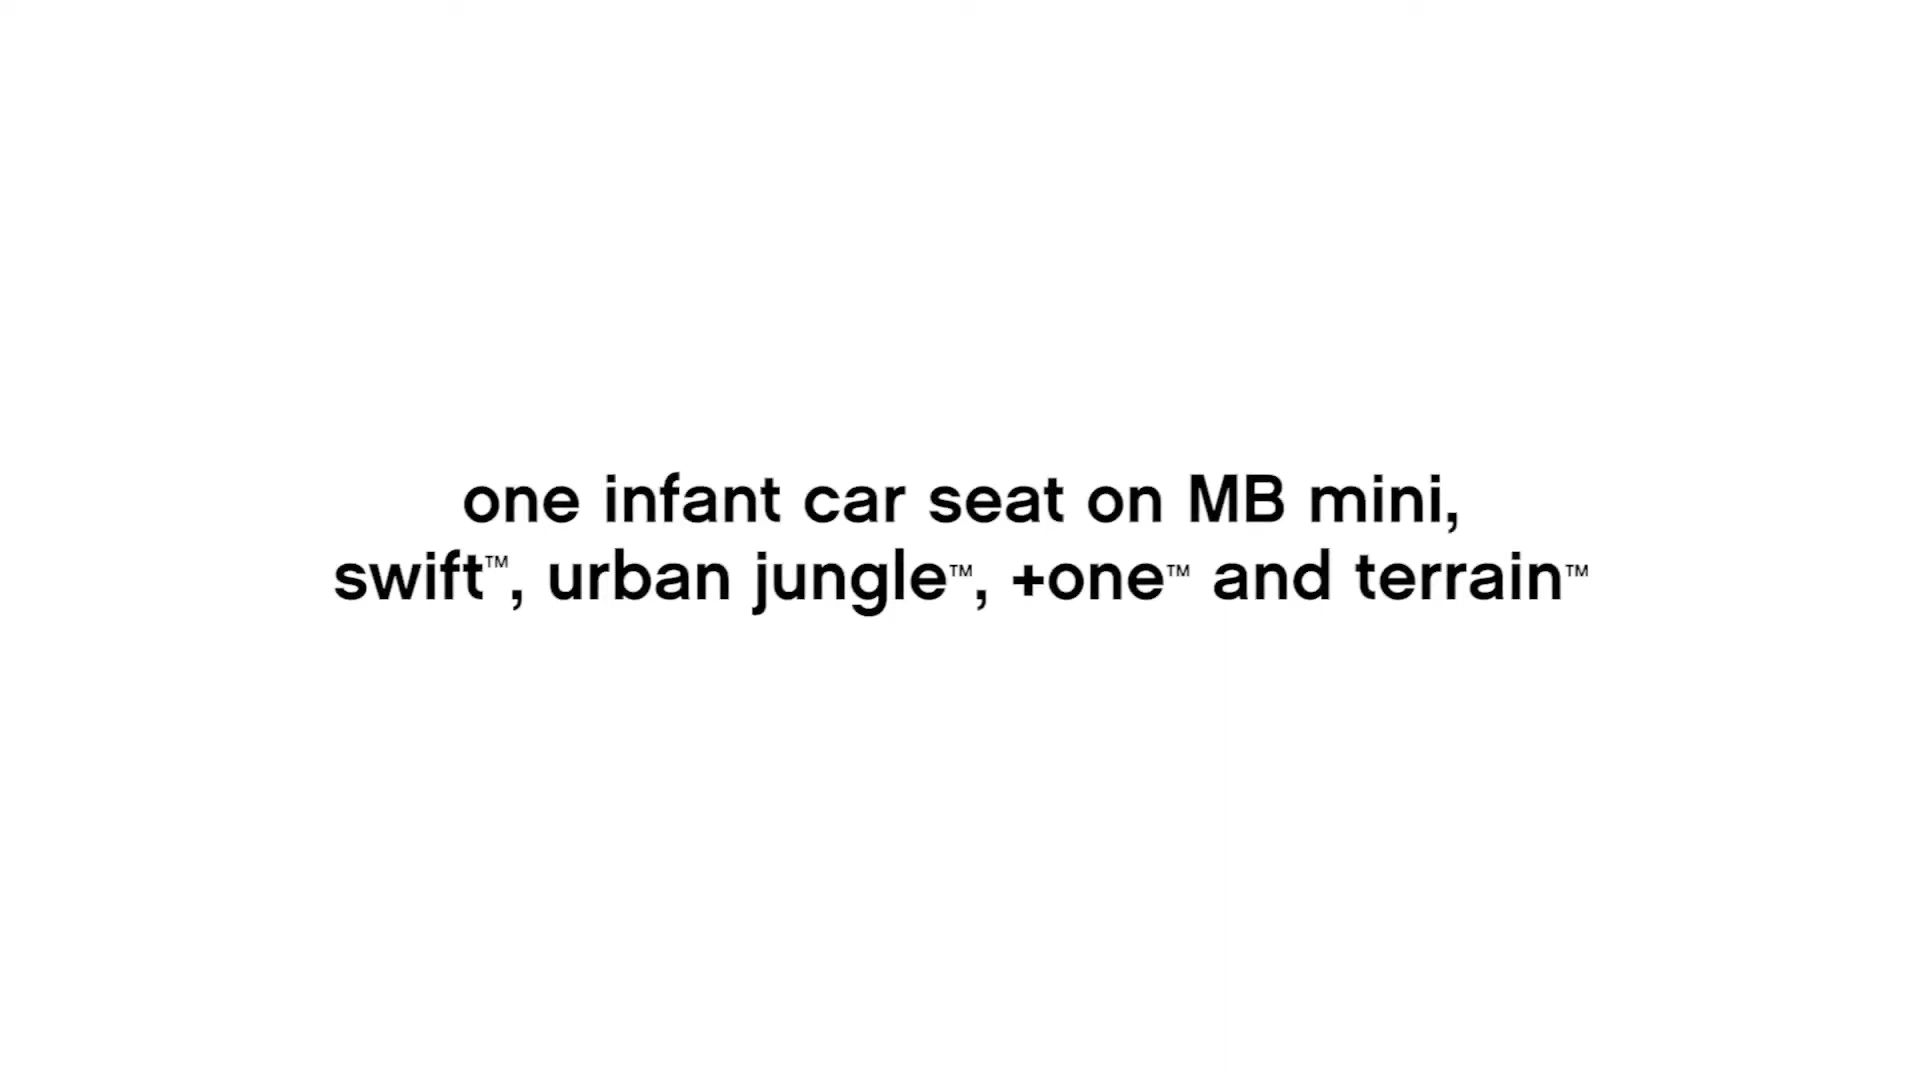 one infant car seat on MB mini,
swift™, urban jungle™, +one™ and terrain™